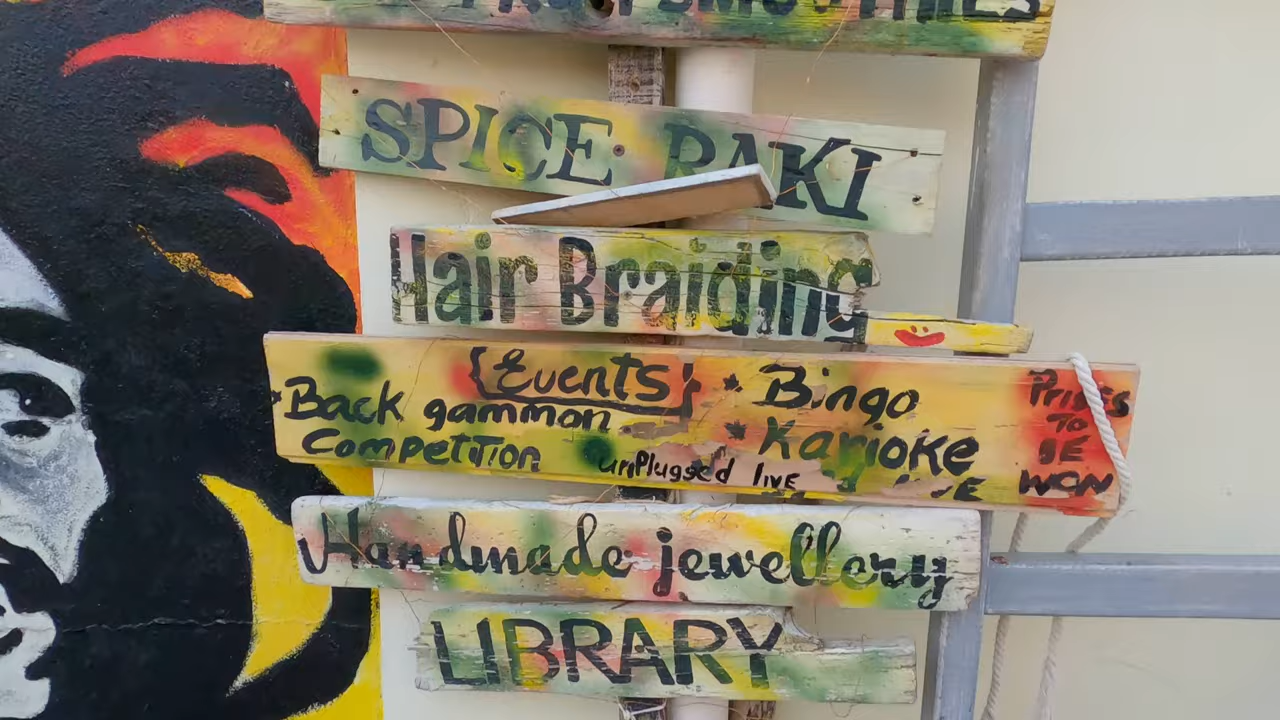 SMOOTHIES
SPICE RAKI
Hair Braiding
{Events}
* Back gammon
Competition
* Bingo
* Karioke
unPlugged live
Prizes
To
BE
WON
Handmade jewellery
LIBRARY